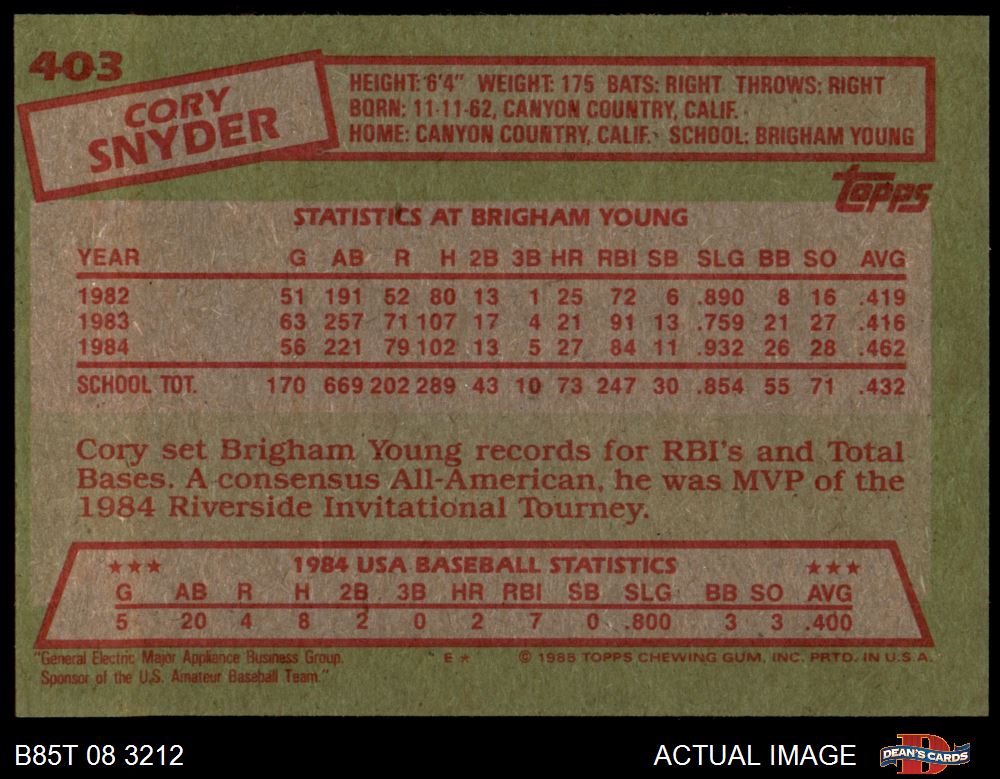 403
CORY
SNYDER
HEIGHT: 6'4" WEIGHT: 175 BATS: RIGHT THROWS: RIGHT
BORN: 11-11-62, CANYON COUNTRY, CALIF.
HOME: CANYON COUNTRY, CALIF. SCHOOL: BRIGHAM YOUNG
topps
STATISTICS AT BRIGHAM YOUNG
YEAR G AB R H 2B 3B HR RBI SB SLG BB SO AVG
1982 51 191 52 80 13 1 25 72 6 .890 8 16 .419
1983 63 257 71 107 17 4 21 91 13 .759 21 27 .416
1984 56 221 79 102 13 5 27 84 11 .932 26 28 .462
SCHOOL TOT. 170 669 202 289 43 10 73 247 30 .854 55 71 .432
Cory set Brigham Young records for RBI's and Total
Bases. A consensus All-American, he was MVP of the
1984 Riverside Invitational Tourney.
★★★ 1984 USA BASEBALL STATISTICS ★★★
G AB R H 2B 3B HR RBI SB SLG BB SO AVG
5 20 4 8 2 0 2 7 0 .800 3 3 .400
"General Electric Major Appliance Business Group.
Sponsor of the U.S. Amateur Baseball Team."
E ★ © 1985 TOPPS CHEWING GUM, INC. PRTD. IN U.S.A.
B85T 08 3212 ACTUAL IMAGE DEAN'S CARDS